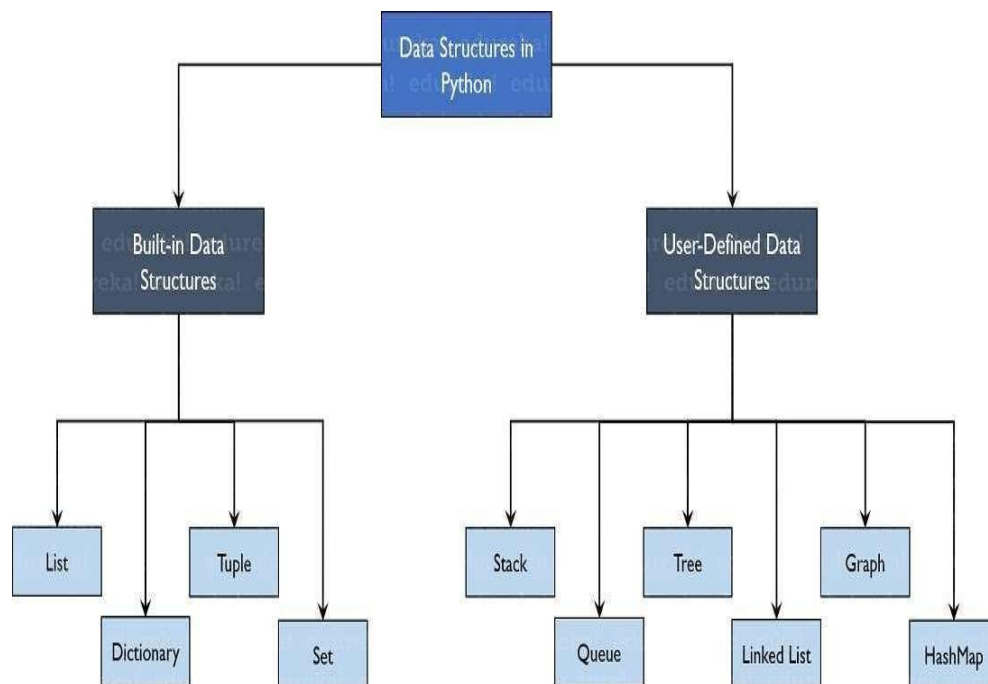 Data Structures in
Python
Built-in Data
Structures
User-Defined Data
Structures
List
Tuple
Dictionary
Set
Stack
Tree
Graph
Queue
Linked List
HashMap